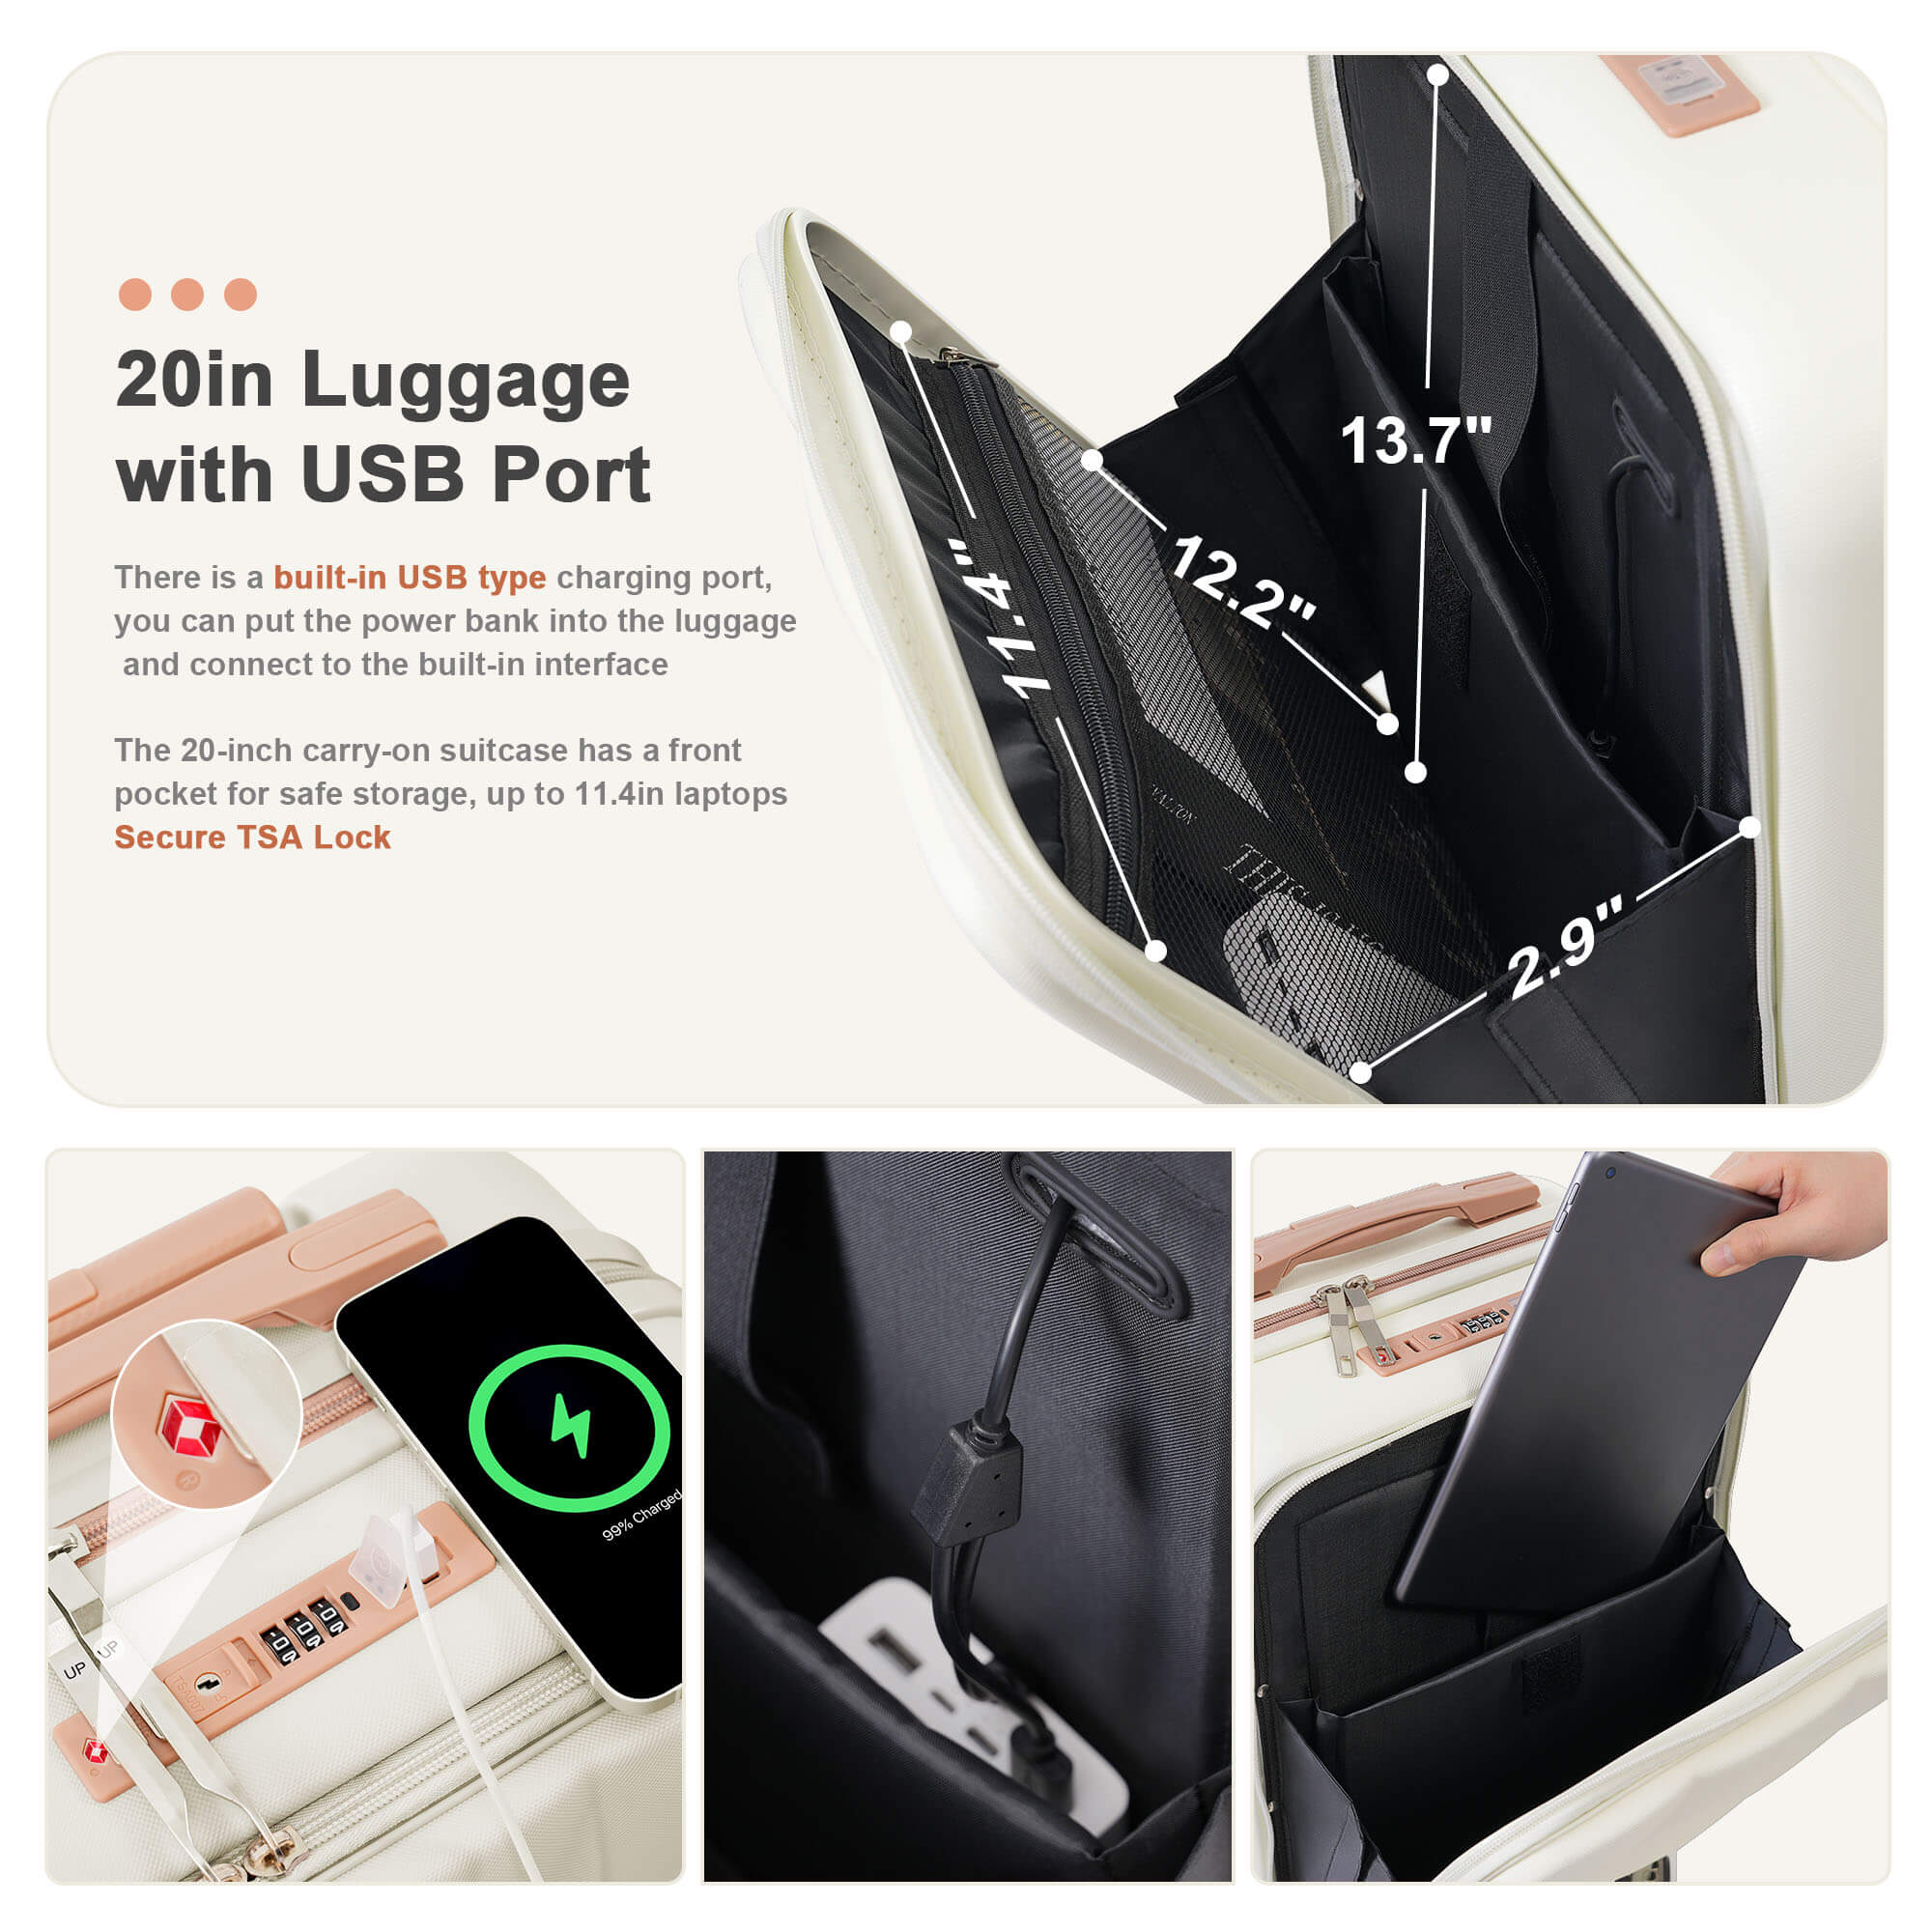 20in Luggage
with USB Port
There is a built-in USB type charging port,
you can put the power bank into the luggage
and connect to the built-in interface
The 20-inch carry-on suitcase has a front
pocket for safe storage, up to 11.4in laptops
Secure TSA Lock
13.7"
12.2"
11.4"
2.9"
VALTON
99% Charged
UP
UP
TSA007